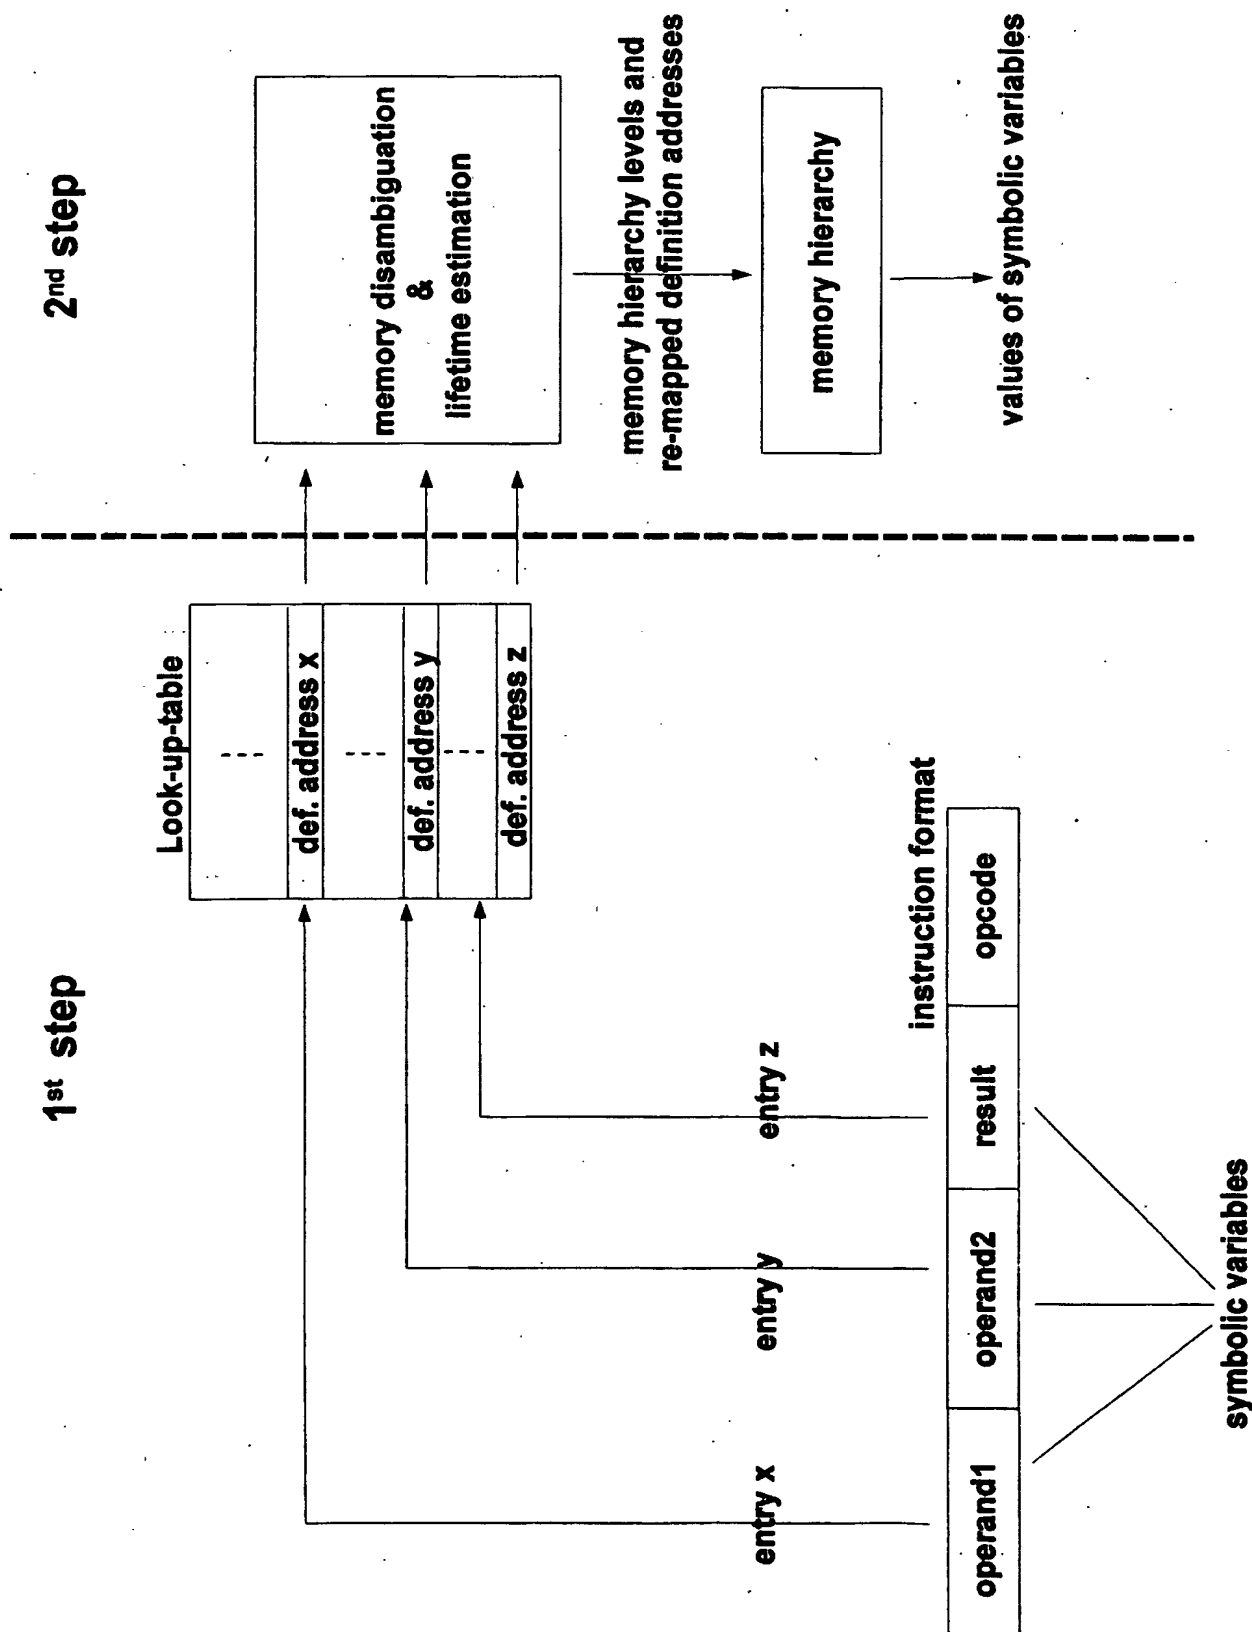 1st step
2nd step
Look-up-table
def. address x
def. address y
def. address z
memory disambiguation
&
lifetime estimation
memory hierarchy levels and
re-mapped definition addresses
memory hierarchy
values of symbolic variables
entry x
entry y
entry z
instruction format
operand1
operand2
result
opcode
symbolic variables